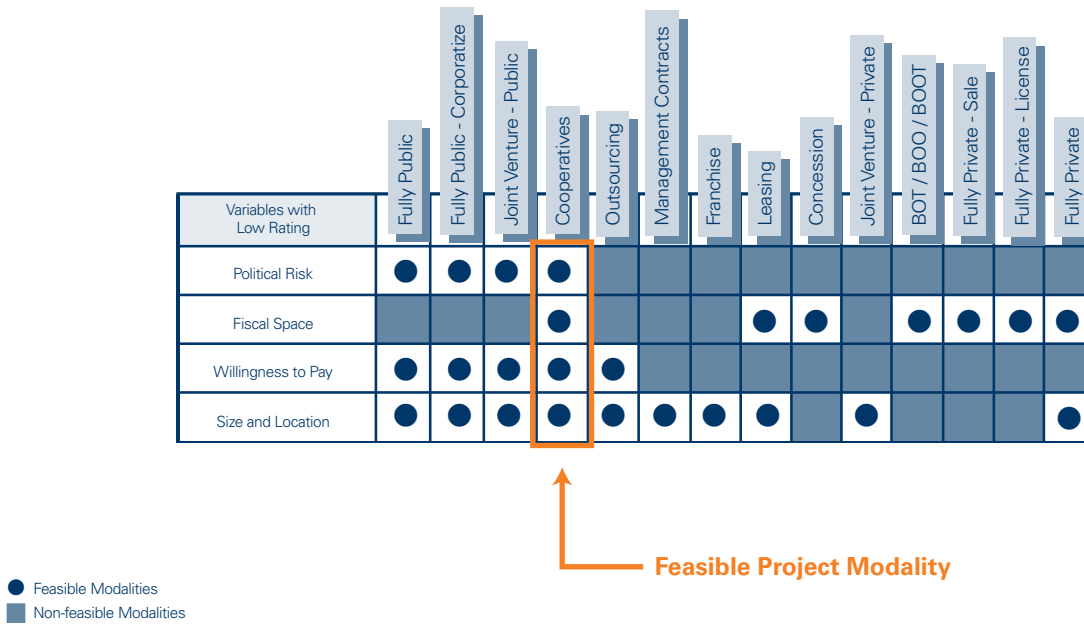 Fully Public
Fully Public - Corporatize
Joint Venture - Public
Cooperatives
Outsourcing
Management Contracts
Franchise
Leasing
Concession
Joint Venture - Private
BOT / BOO / BOOT
Fully Private - Sale
Fully Private - License
Fully Private
Variables with
Low Rating
Political Risk
Fiscal Space
Willingness to Pay
Size and Location
Feasible Project Modality
Feasible Modalities
Non-feasible Modalities